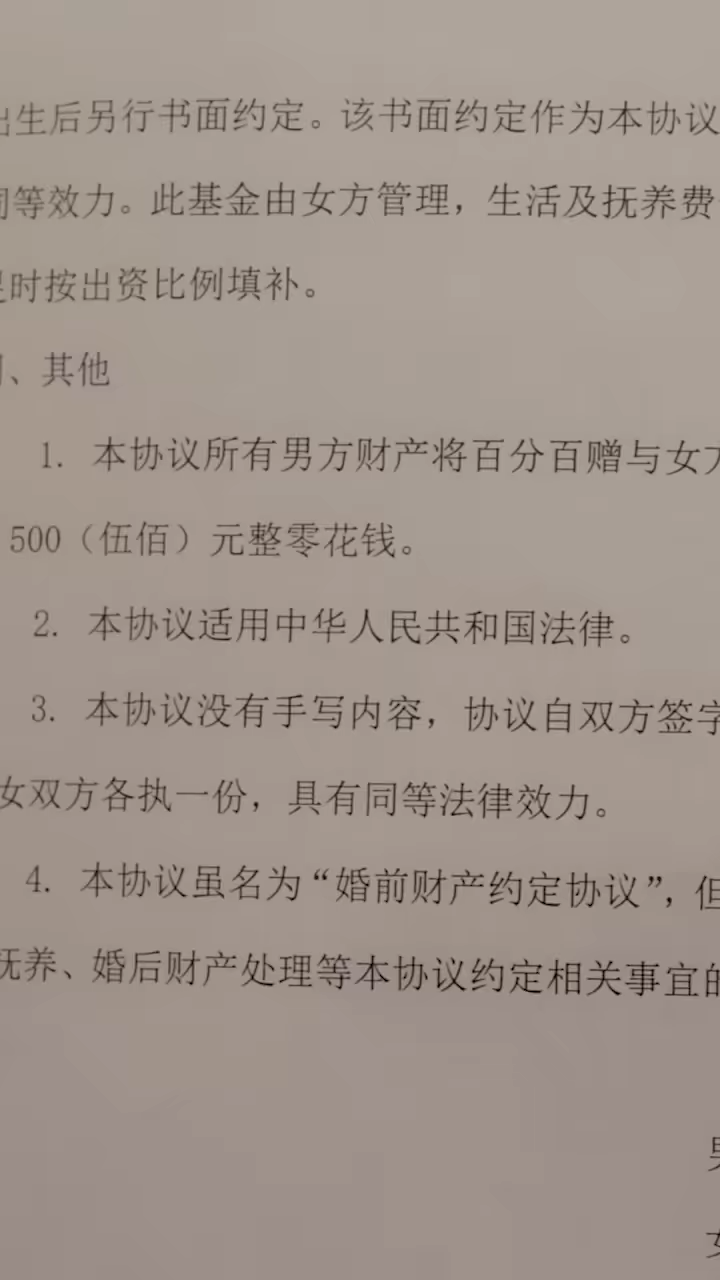 出生后另行书面约定。该书面约定作为本协议
同等效力。此基金由女方管理，生活及抚养费
足时按出资比例填补。
、其他
1. 本协议所有男方财产将百分百赠与女方
500（伍佰）元整零花钱。
2. 本协议适用中华人民共和国法律。
3. 本协议没有手写内容，协议自双方签字
女双方各执一份，具有同等法律效力。
4. 本协议虽名为“婚前财产约定协议”，但
抚养、婚后财产处理等本协议约定相关事宜的
男
女